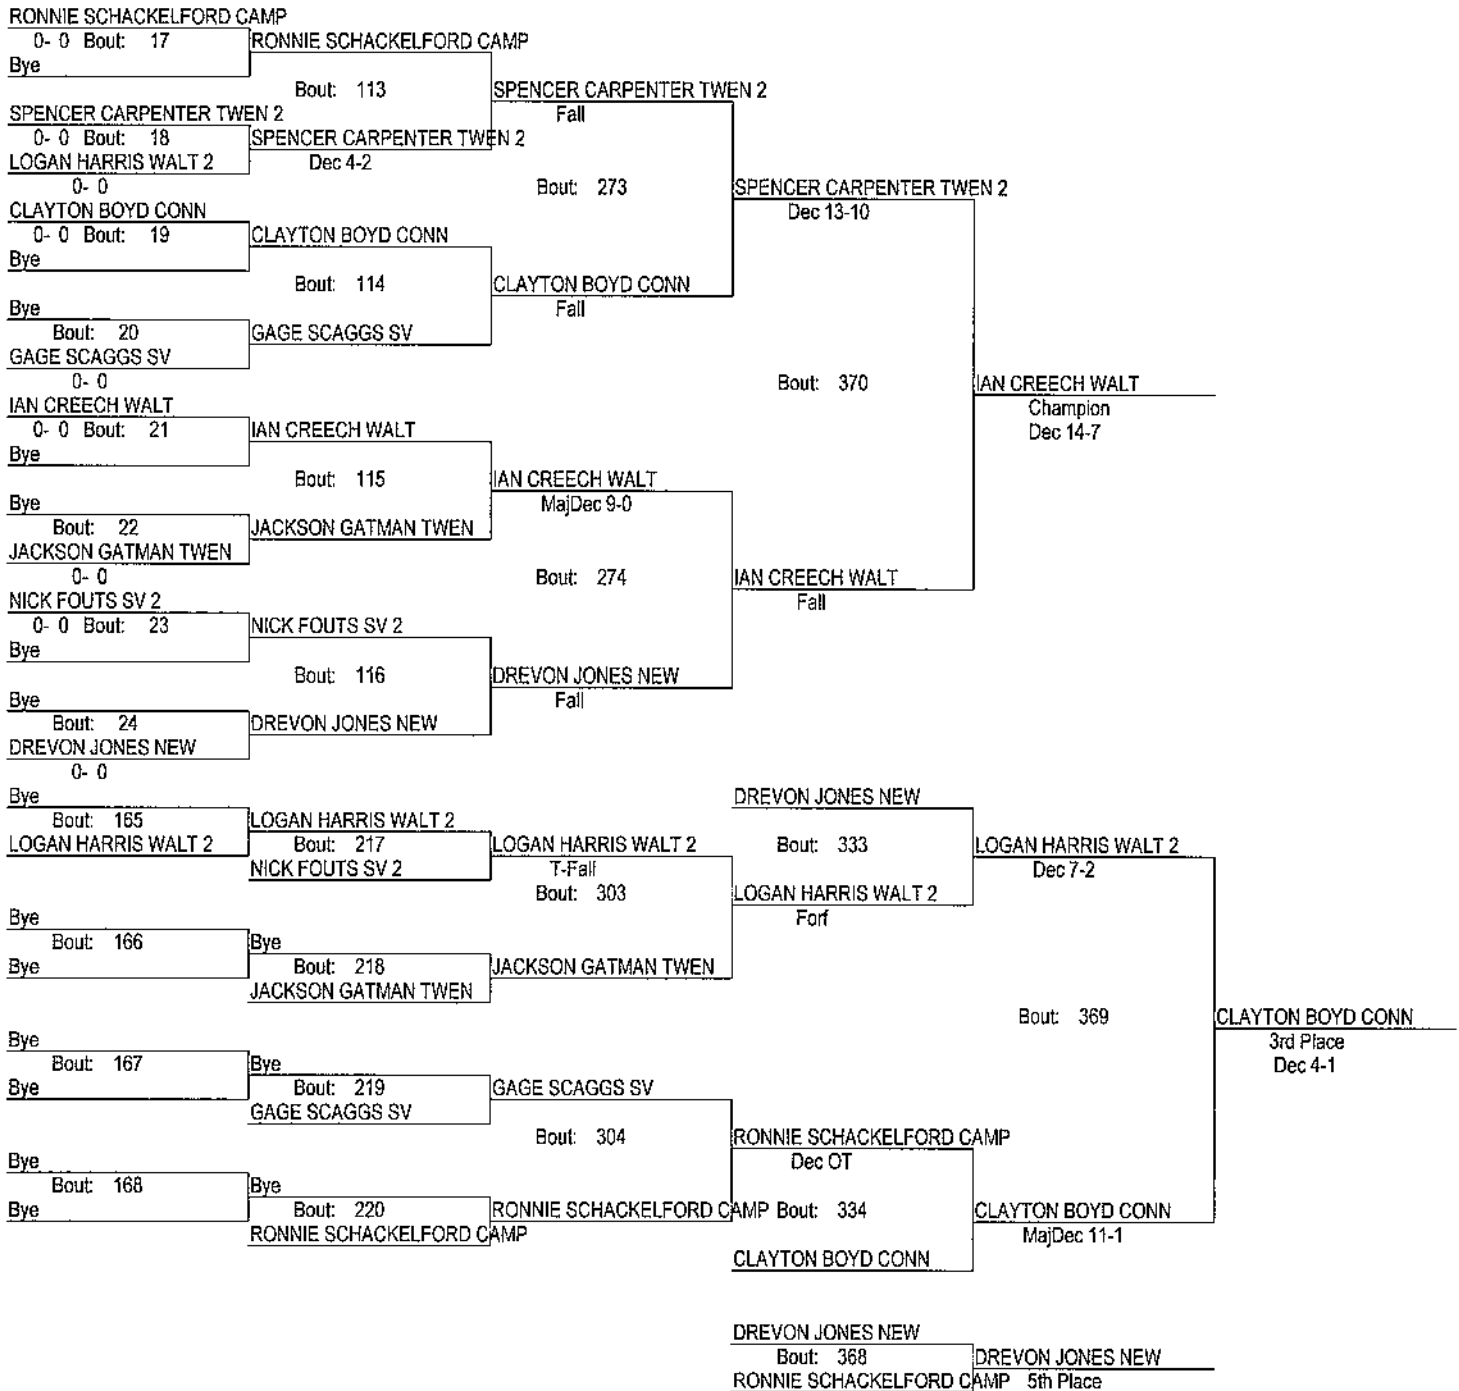 RONNIE SCHACKELFORD CAMP
0- 0 Bout: 17
RONNIE SCHACKELFORD CAMP
Bye
Bout: 113
SPENCER CARPENTER TWEN 2
Fall
SPENCER CARPENTER TWEN 2
0- 0 Bout: 18
SPENCER CARPENTER TWEN 2
LOGAN HARRIS WALT 2
Dec 4-2
0- 0
Bout: 273
SPENCER CARPENTER TWEN 2
Dec 13-10
CLAYTON BOYD CONN
0- 0 Bout: 19
CLAYTON BOYD CONN
Bye
Bout: 114
CLAYTON BOYD CONN
Fall
Bye
Bout: 20
GAGE SCAGGS SV
GAGE SCAGGS SV
0- 0
Bout: 370
IAN CREECH WALT
Champion
Dec 14-7
IAN CREECH WALT
0- 0 Bout: 21
IAN CREECH WALT
Bye
Bout: 115
IAN CREECH WALT
MajDec 9-0
Bye
Bout: 22
JACKSON GATMAN TWEN
JACKSON GATMAN TWEN
0- 0
Bout: 274
IAN CREECH WALT
Fall
NICK FOUTS SV 2
0- 0 Bout: 23
NICK FOUTS SV 2
Bye
Bout: 116
DREVON JONES NEW
Fall
Bye
Bout: 24
DREVON JONES NEW
DREVON JONES NEW
0- 0
Bye
DREVON JONES NEW
Bout: 165
LOGAN HARRIS WALT 2
LOGAN HARRIS WALT 2
Bout: 217
LOGAN HARRIS WALT 2
Bout: 333
LOGAN HARRIS WALT 2
NICK FOUTS SV 2
T-Fall
Dec 7-2
Bout: 303
LOGAN HARRIS WALT 2
Forf
Bye
Bout: 166
Bye
Bye
Bout: 218
JACKSON GATMAN TWEN
JACKSON GATMAN TWEN
Bout: 369
CLAYTON BOYD CONN
3rd Place
Dec 4-1
Bye
Bout: 167
Bye
Bye
Bout: 219
GAGE SCAGGS SV
GAGE SCAGGS SV
Bout: 304
RONNIE SCHACKELFORD CAMP
Dec OT
Bye
Bout: 168
Bye
Bye
Bout: 220
RONNIE SCHACKELFORD CAMP
Bout: 334
CLAYTON BOYD CONN
RONNIE SCHACKELFORD CAMP
MajDec 11-1
CLAYTON BOYD CONN
DREVON JONES NEW
Bout: 368
DREVON JONES NEW
RONNIE SCHACKELFORD CAMP
5th Place